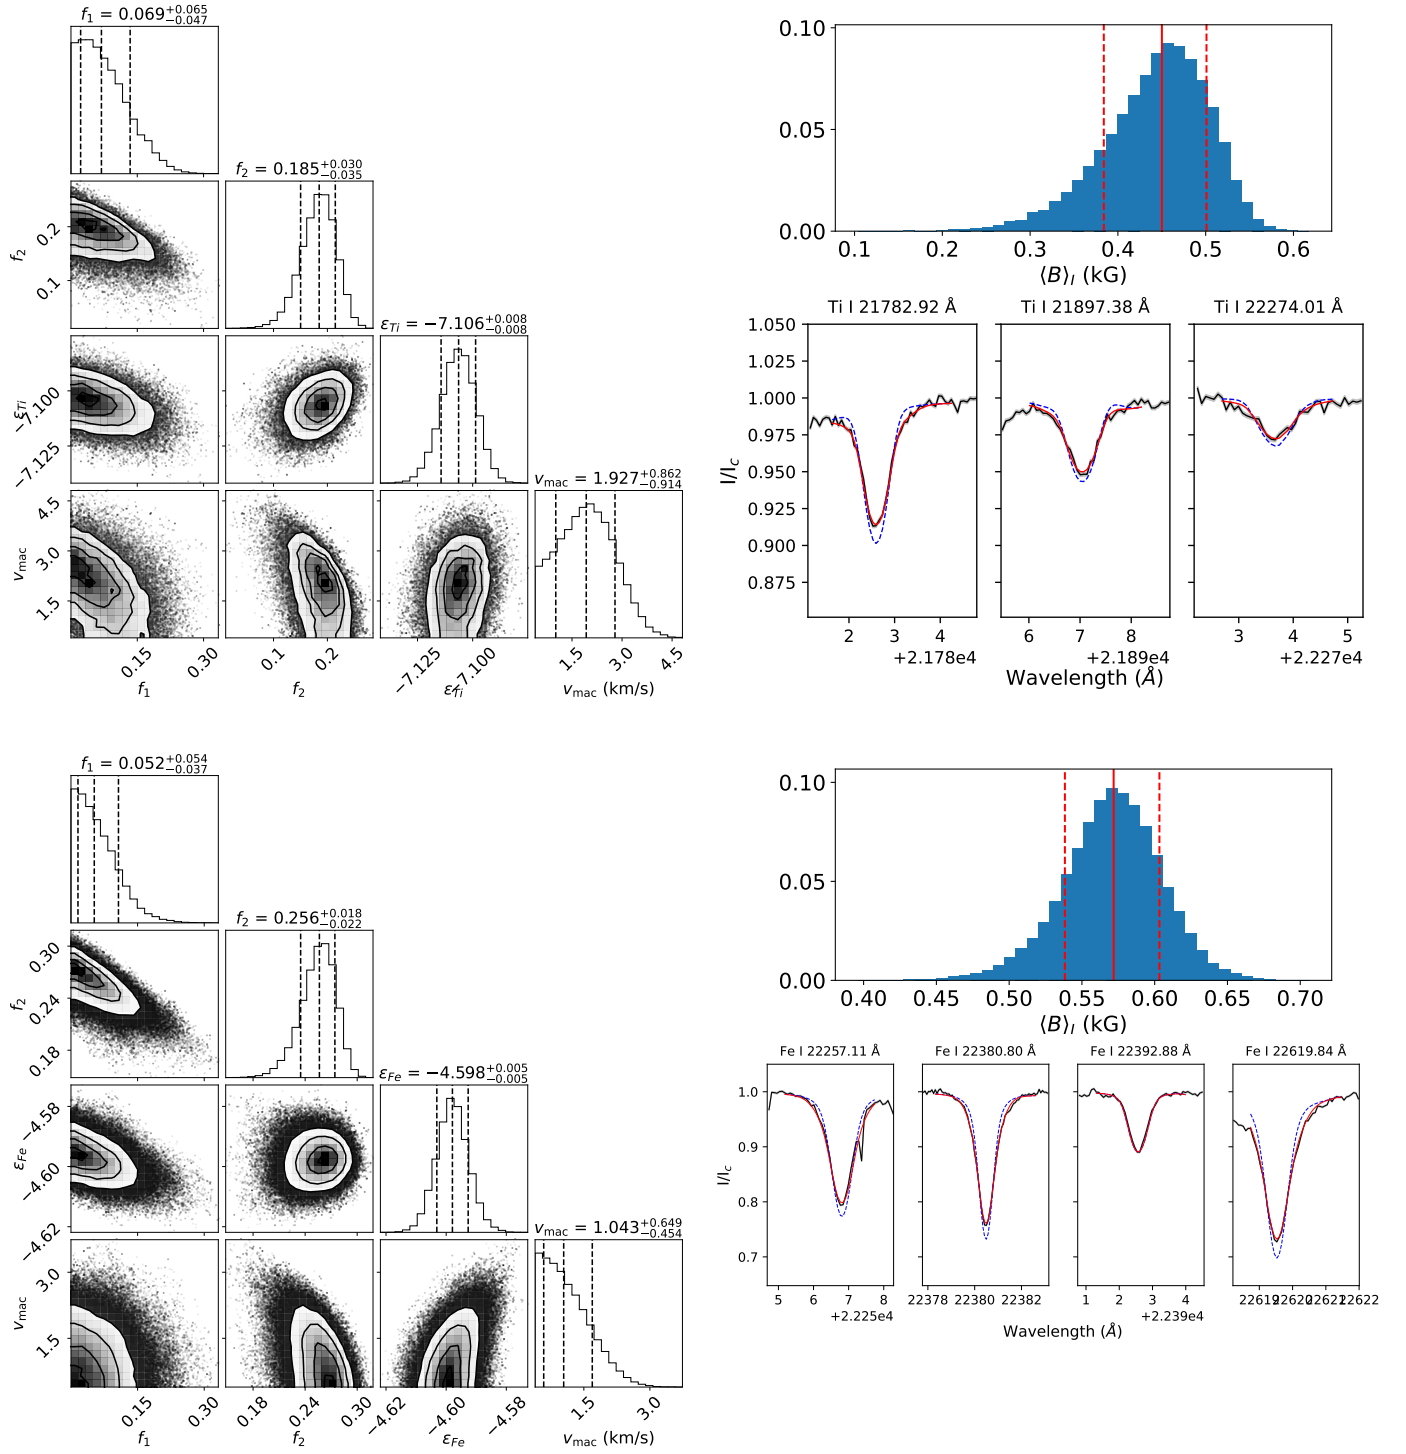 f₁ = 0.069+0.065 −0.047
f₂ = 0.185+0.030 −0.035
εTi = −7.106+0.008 −0.008
vmac = 1.927+0.862 −0.914
f₂
0.2
0.1
εTi
−7.100
−7.125
vmac
4.5
3.0
1.5
0.15 0.30
0.1 0.2
−7.125 −7.100
1.5 3.0 4.5
f₁ f₂ εTi vmac (km/s)
0.10
0.05
0.00
0.1 0.2 0.3 0.4 0.5 0.6
⟨B⟩I (kG)
Ti I 21782.92 Å Ti I 21897.38 Å Ti I 22274.01 Å
I/Ic
1.050
1.025
1.000
0.975
0.950
0.925
0.900
0.875
2 3 4 6 7 8 3 4 5
+2.178e4 +2.189e4 +2.227e4
Wavelength (Å)
f₁ = 0.052+0.054 −0.037
f₂ = 0.256+0.018 −0.022
εFe = −4.598+0.005 −0.005
vmac = 1.043+0.649 −0.454
f₂
0.30
0.24
0.18
εFe
−4.58
−4.60
−4.62
vmac
3.0
1.5
0.15 0.30
0.18 0.24 0.30
−4.62 −4.60 −4.58
1.5 3.0
f₁ f₂ εFe vmac (km/s)
0.10
0.05
0.00
0.40 0.45 0.50 0.55 0.60 0.65 0.70
⟨B⟩I (kG)
Fe I 22257.11 Å Fe I 22380.80 Å Fe I 22392.88 Å Fe I 22619.84 Å
I/Ic
1.0
0.9
0.8
0.7
5 6 7 8 22378 22380 22382 1 2 3 4 22619 22620 22621 22622
+2.225e4 +2.239e4
Wavelength (Å)